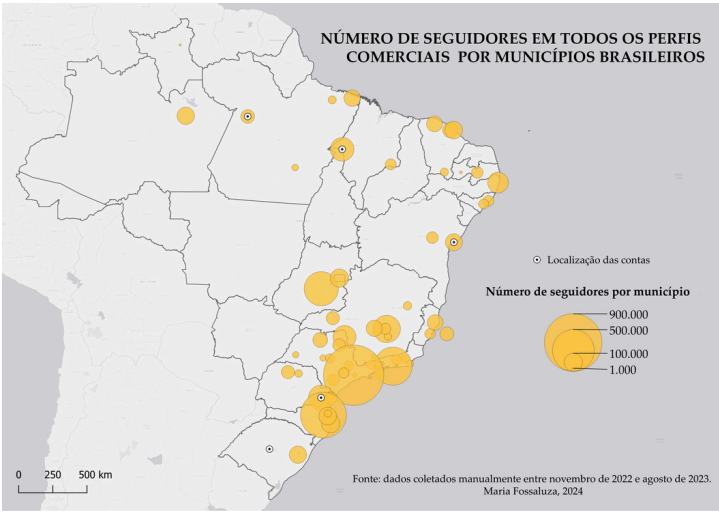 NÚMERO DE SEGUIDORES EM TODOS OS PERFIS
COMERCIAIS POR MUNICÍPIOS BRASILEIROS
Localização das contas
Número de seguidores por município
900.000
500.000
100.000
1.000
0 250 500 km
Fonte: dados coletados manualmente entre novembro de 2022 e agosto de 2023.
Maria Fossaluza, 2024